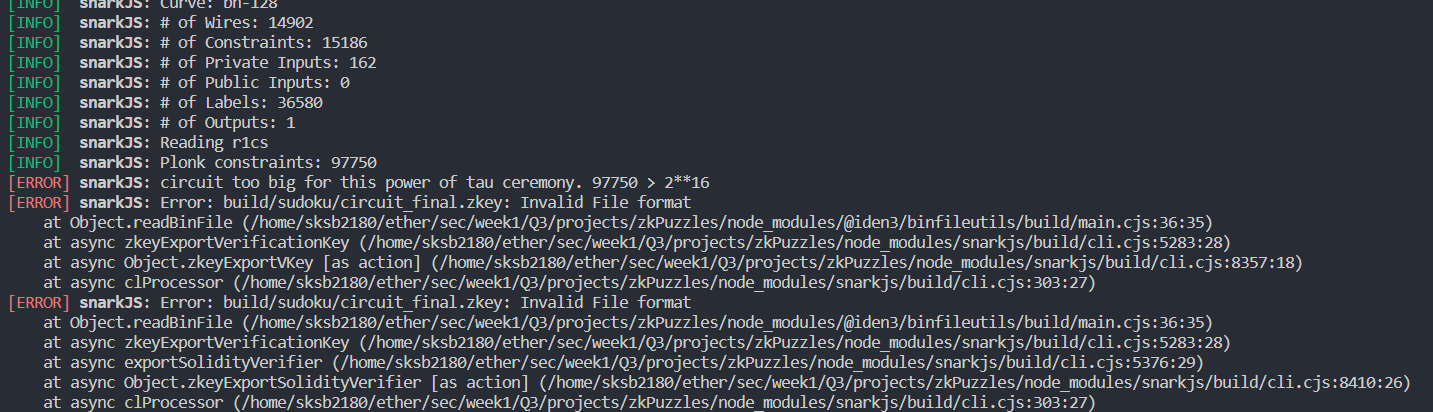 [INFO] snarkJS: Curve: bn-128
[INFO] snarkJS: # of Wires: 14902
[INFO] snarkJS: # of Constraints: 15186
[INFO] snarkJS: # of Private Inputs: 162
[INFO] snarkJS: # of Public Inputs: 0
[INFO] snarkJS: # of Labels: 36580
[INFO] snarkJS: # of Outputs: 1
[INFO] snarkJS: Reading r1cs
[INFO] snarkJS: Plonk constraints: 97750
[ERROR] snarkJS: circuit too big for this power of tau ceremony. 97750 > 2**16
[ERROR] snarkJS: Error: build/sudoku/circuit_final.zkey: Invalid File format
at Object.readBinFile (/home/sksb2180/ether/sec/week1/Q3/projects/zkPuzzles/node_modules/@iden3/binfileutils/build/main.cjs:36:35)
at async zkeyExportVerificationKey (/home/sksb2180/ether/sec/week1/Q3/projects/zkPuzzles/node_modules/snarkjs/build/cli.cjs:5283:28)
at async Object.zkeyExportVKey [as action] (/home/sksb2180/ether/sec/week1/Q3/projects/zkPuzzles/node_modules/snarkjs/build/cli.cjs:8357:18)
at async clProcessor (/home/sksb2180/ether/sec/week1/Q3/projects/zkPuzzles/node_modules/snarkjs/build/cli.cjs:303:27)
[ERROR] snarkJS: Error: build/sudoku/circuit_final.zkey: Invalid File format
at Object.readBinFile (/home/sksb2180/ether/sec/week1/Q3/projects/zkPuzzles/node_modules/@iden3/binfileutils/build/main.cjs:36:35)
at async zkeyExportVerificationKey (/home/sksb2180/ether/sec/week1/Q3/projects/zkPuzzles/node_modules/snarkjs/build/cli.cjs:5283:28)
at async exportSolidityVerifier (/home/sksb2180/ether/sec/week1/Q3/projects/zkPuzzles/node_modules/snarkjs/build/cli.cjs:5376:29)
at async Object.zkeyExportSolidityVerifier [as action] (/home/sksb2180/ether/sec/week1/Q3/projects/zkPuzzles/node_modules/snarkjs/build/cli.cjs:8410:26)
at async clProcessor (/home/sksb2180/ether/sec/week1/Q3/projects/zkPuzzles/node_modules/snarkjs/build/cli.cjs:303:27)